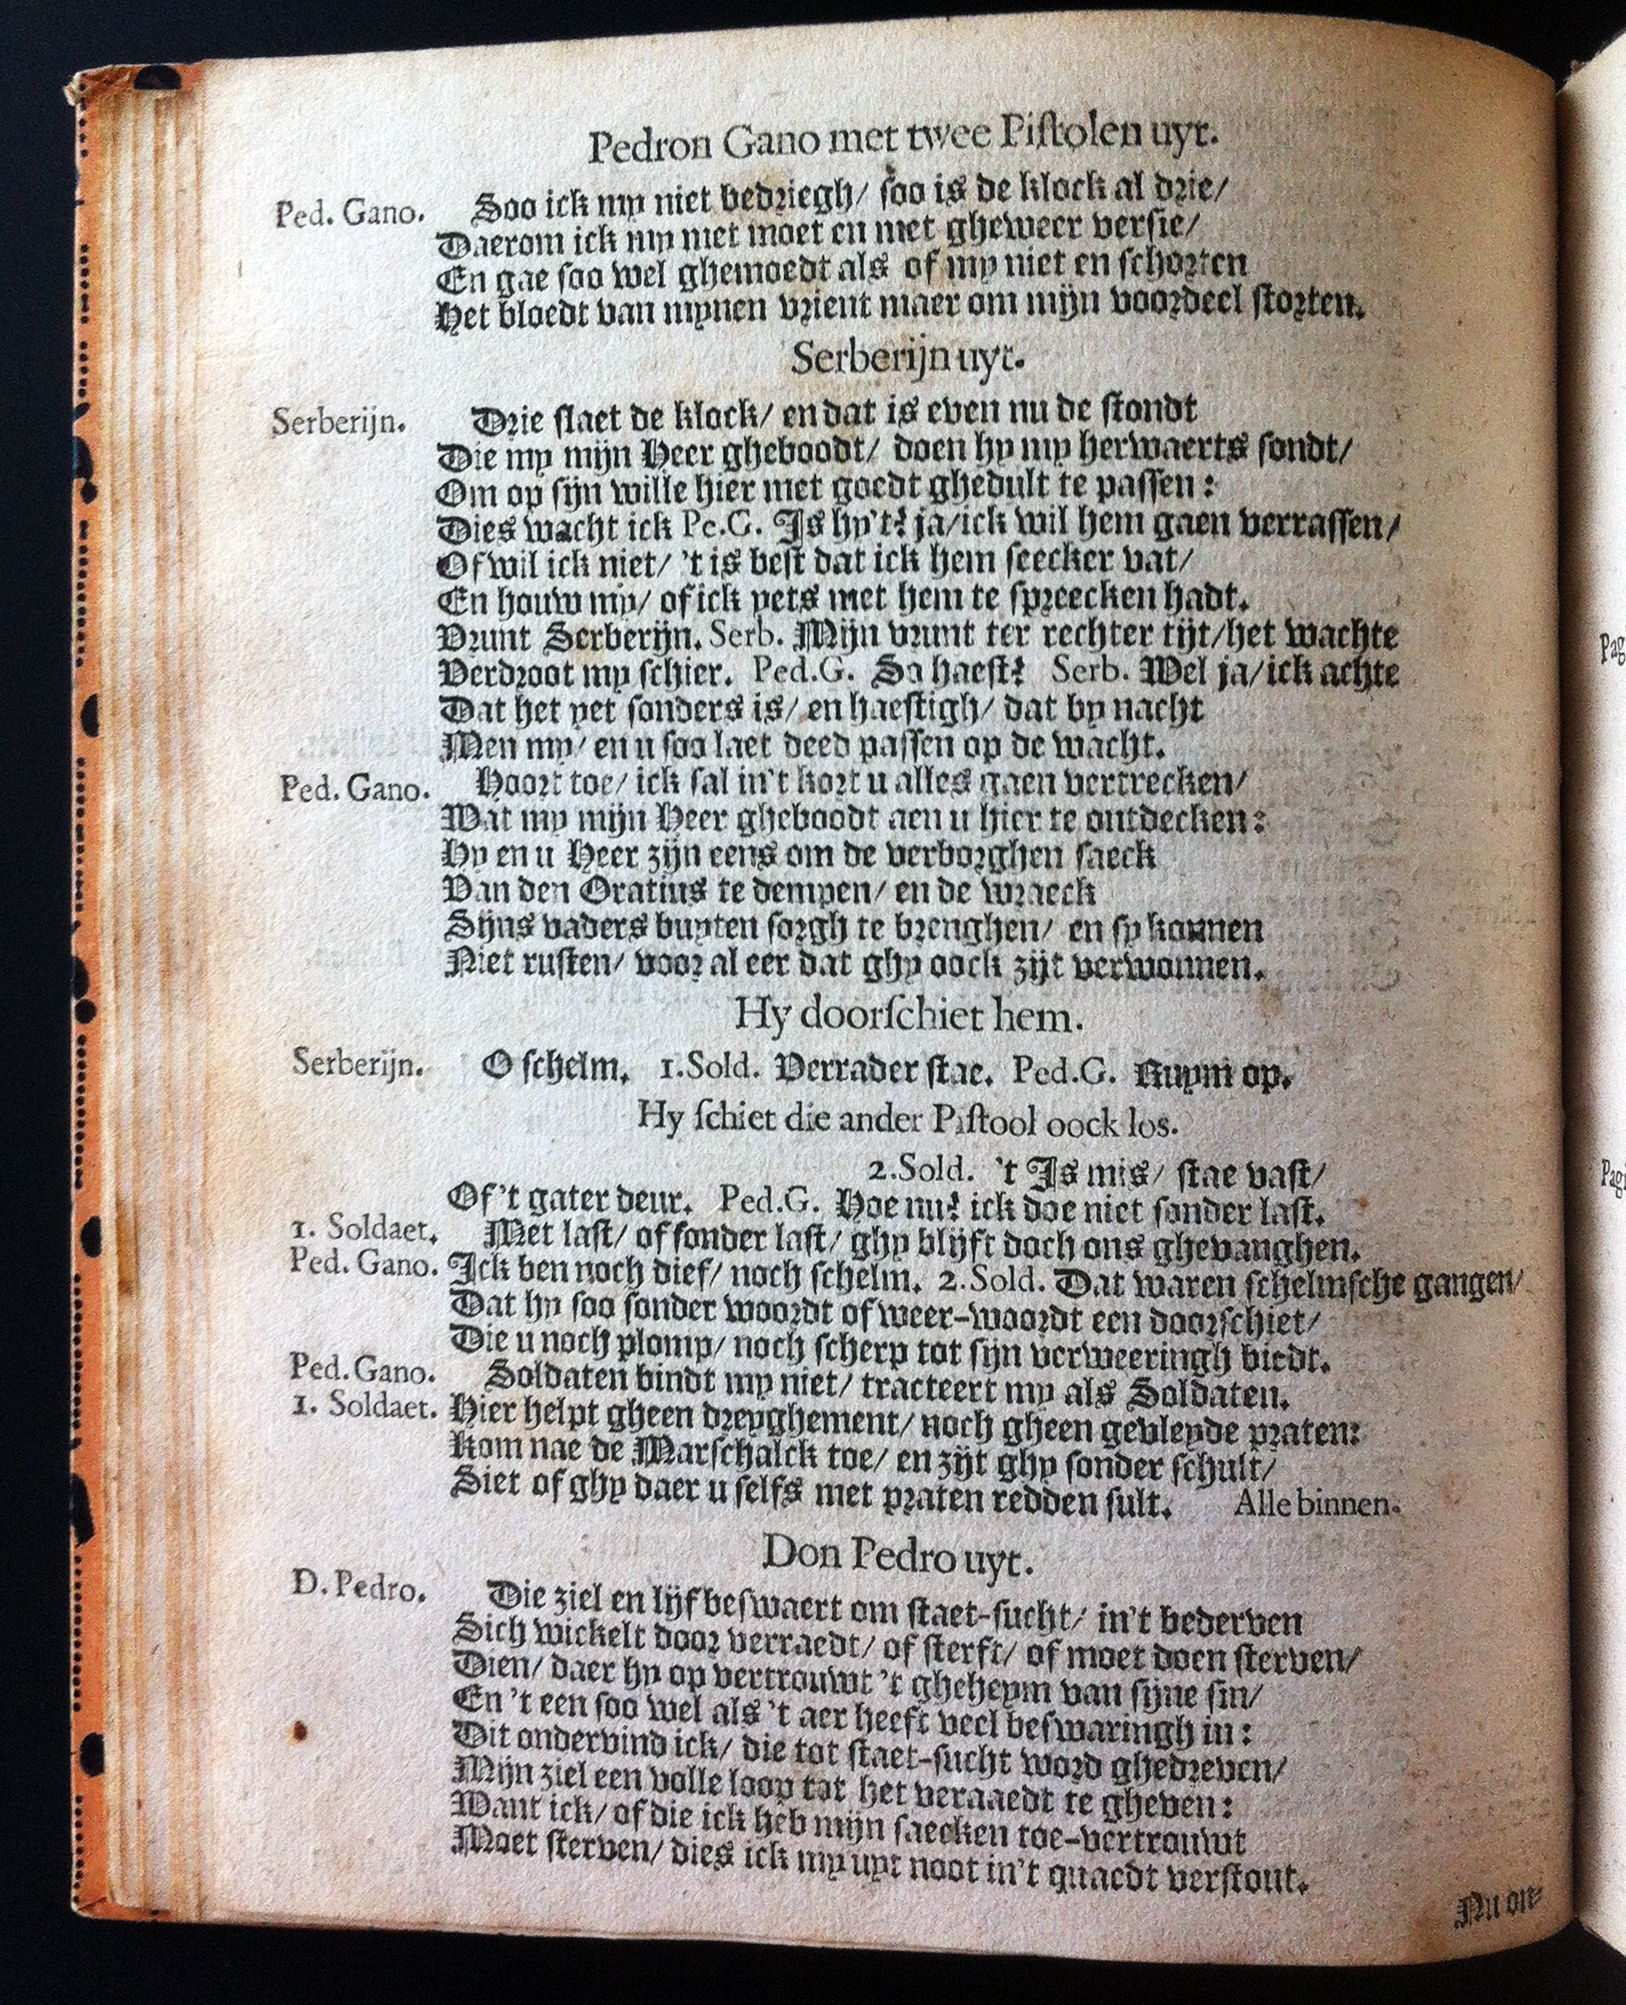 Pedron Gano met twee Pistolen uyt.
Ped. Gano. Soo ick my niet bedriegh/ soo is de klock al drie/
Daerom ick my met moet en met gheweer versie/
En gae soo wel ghemoedt als of my niet en schorten
Het bloedt van mynen vrient maer om mijn voordeel storten.
Serberijn uyt.
Serberijn. Drie slaet de klock/ en dat is even nu de stondt
Die my mijn Heer gheboodt/ doen hy my herwaerts sondt/
Om op sijn wille hier met goedt ghedult te passen:
Dies wacht ick Pe.G. Is hy't? ja/ick wil hem gaen verrassen/
Of wil ick niet/ 't is best dat ick hem seecker vat/
En houw my/ of ick yets met hem te spreecken hadt.
Vrunt Serberijn. Serb. Mijn vrunt ter rechter tijt/het wachte
Verdroot my schier. Ped.G. So haest? Serb. Wel ja/ick achte
Dat het yet sonders is/ en haestigh/ dat by nacht
Men my/ en u soo laet deed passen op de wacht.
Ped. Gano. Hoort toe/ ick sal in't kort u alles gaen vertrecken/
Wat my mijn Heer gheboodt aen u hier te ontdecken:
Hy en u Heer zijn eens om de verborghen saeck
Van den Oratius te dempen/ en de wraeck
Sijns vaders buyten sorgh te brenghen/ en sy konnen
Niet rusten/ voor al eer dat ghy oock zijt verwonnen.
Hy doorschiet hem.
Serberijn. O schelm. 1.Sold. Verrader stae. Ped.G. Ruym op.
Hy schiet die ander Pistool oock los.
2.Sold. 't Is mis/ stae vast/
Of 't gater deur. Ped.G. Hoe nu? ick doe niet sonder last.
1. Soldaet. Met last/ of sonder last/ ghy blijft doch ons ghevanghen.
Ped. Gano. Ick ben noch dief/ noch schelm. 2.Sold. Dat waren schelmsche gangen/
Dat hy soo sonder woordt of weer-woordt een doorschiet/
Die u noch plomp/ noch scherp tot sijn verweeringh biedt.
Ped. Gano. Soldaten bindt my niet/ tracteert my als Soldaten.
1. Soldaet. Hier helpt gheen dreyghement/ noch gheen gevleyde praten:
Kom nae de Marschalck toe/ en zijt ghy sonder schult/
Siet of ghy daer u selfs met praten redden sult. Alle binnen.
Don Pedro uyt.
D. Pedro. Die ziel en lijf beswaert om staet-sucht/ in't bederven
Sich wickelt door verraedt/ of sterft/ of moet doen sterven/
Dien/ daer hy op vertrouwt 't gheheym van sijne sin/
En 't een soo wel als 't aer heeft veel beswaringh in:
Dit ondervind ick/ die tot staet-sucht word ghedreven/
Mijn ziel een volle loop tot het veraaedt te gheven:
Want ick/ of die ick heb mijn saecken toe-vertrouwt
Moet sterven/ dies ick my uyt noot in't quaedt verstout.
Nu on-
Pag
Pagi